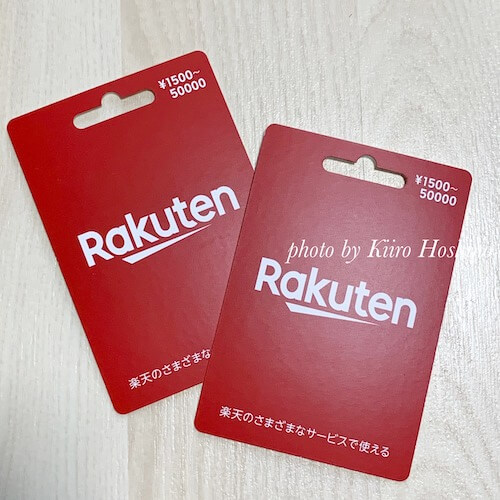 ¥1500～
50000
Rakuten
楽天のさまざまな
¥1500～
50000
photo by Kiiro
Rakuten
楽天のさまざまなサービスで使える